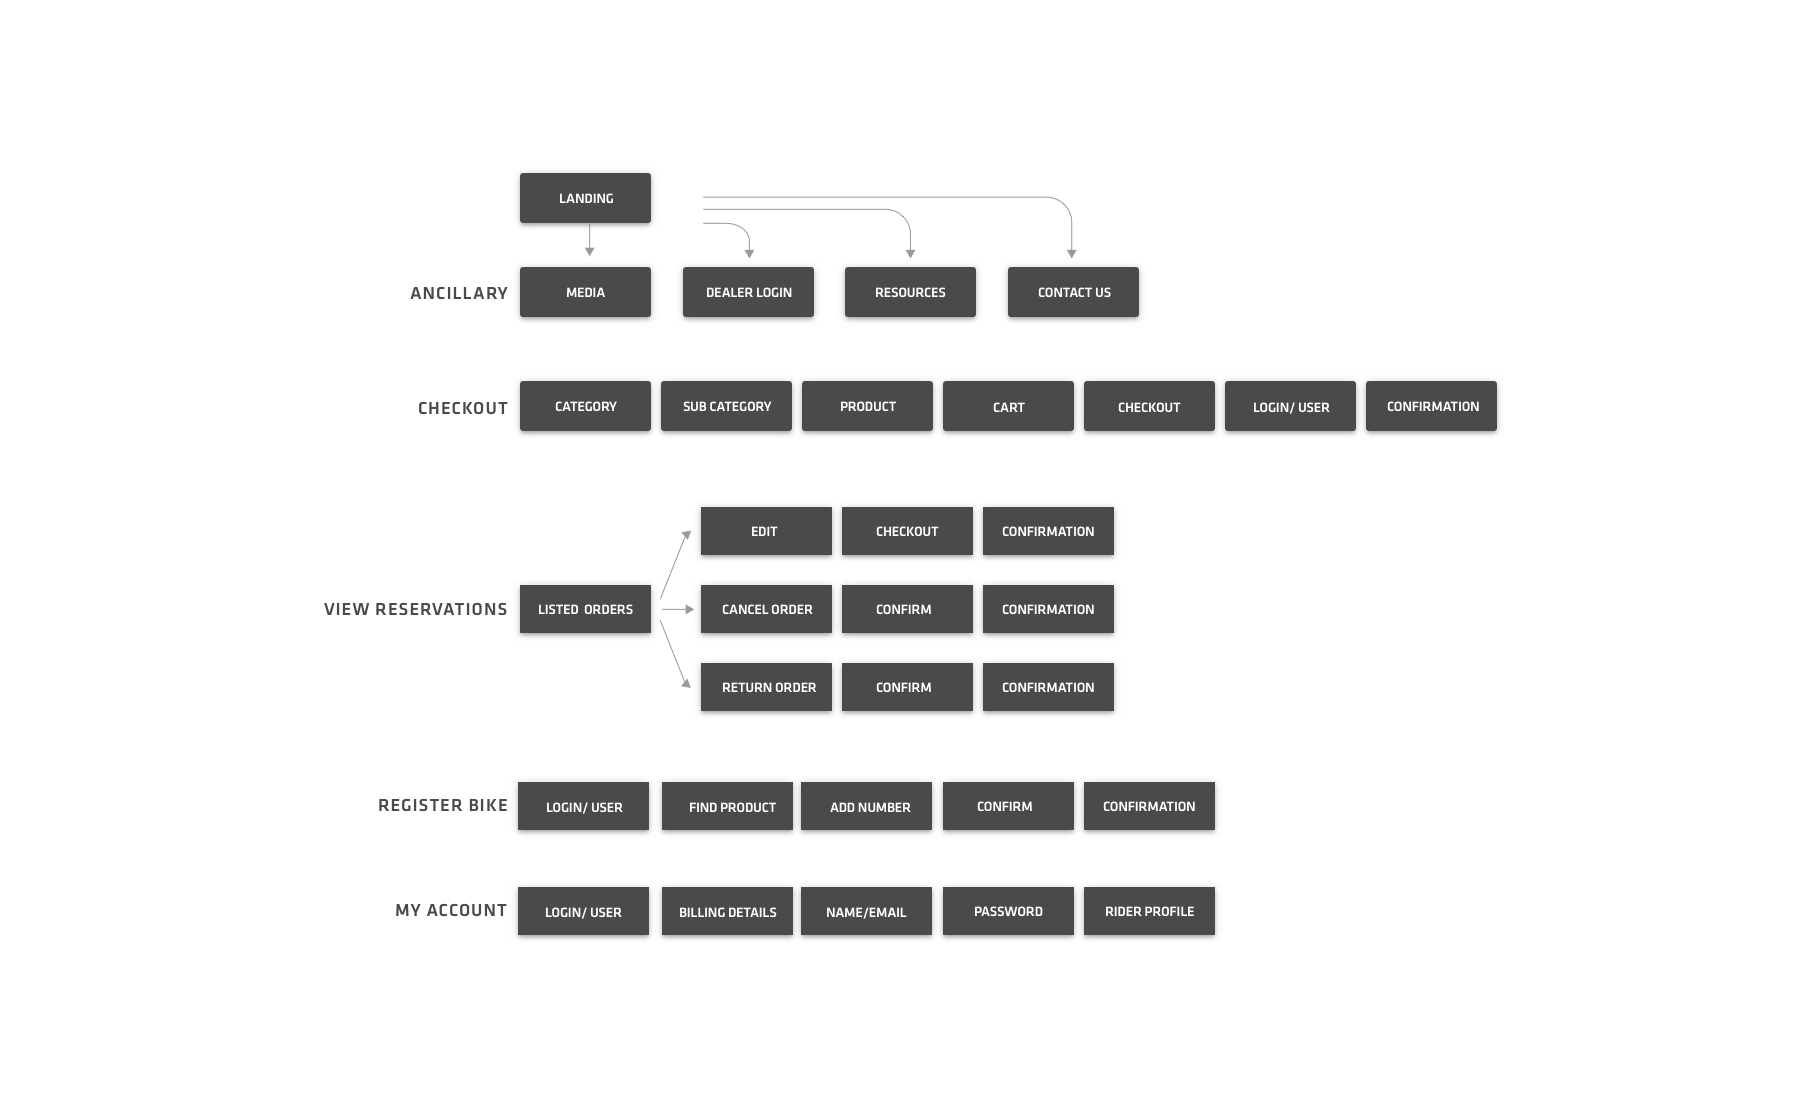 LANDING
ANCILLARY
MEDIA
DEALER LOGIN
RESOURCES
CONTACT US
CHECKOUT
CATEGORY
SUB CATEGORY
PRODUCT
CART
CHECKOUT
LOGIN/ USER
CONFIRMATION
EDIT
CHECKOUT
CONFIRMATION
VIEW RESERVATIONS
LISTED ORDERS
CANCEL ORDER
CONFIRM
CONFIRMATION
RETURN ORDER
CONFIRM
CONFIRMATION
REGISTER BIKE
LOGIN/ USER
FIND PRODUCT
ADD NUMBER
CONFIRM
CONFIRMATION
MY ACCOUNT
LOGIN/ USER
BILLING DETAILS
NAME/EMAIL
PASSWORD
RIDER PROFILE